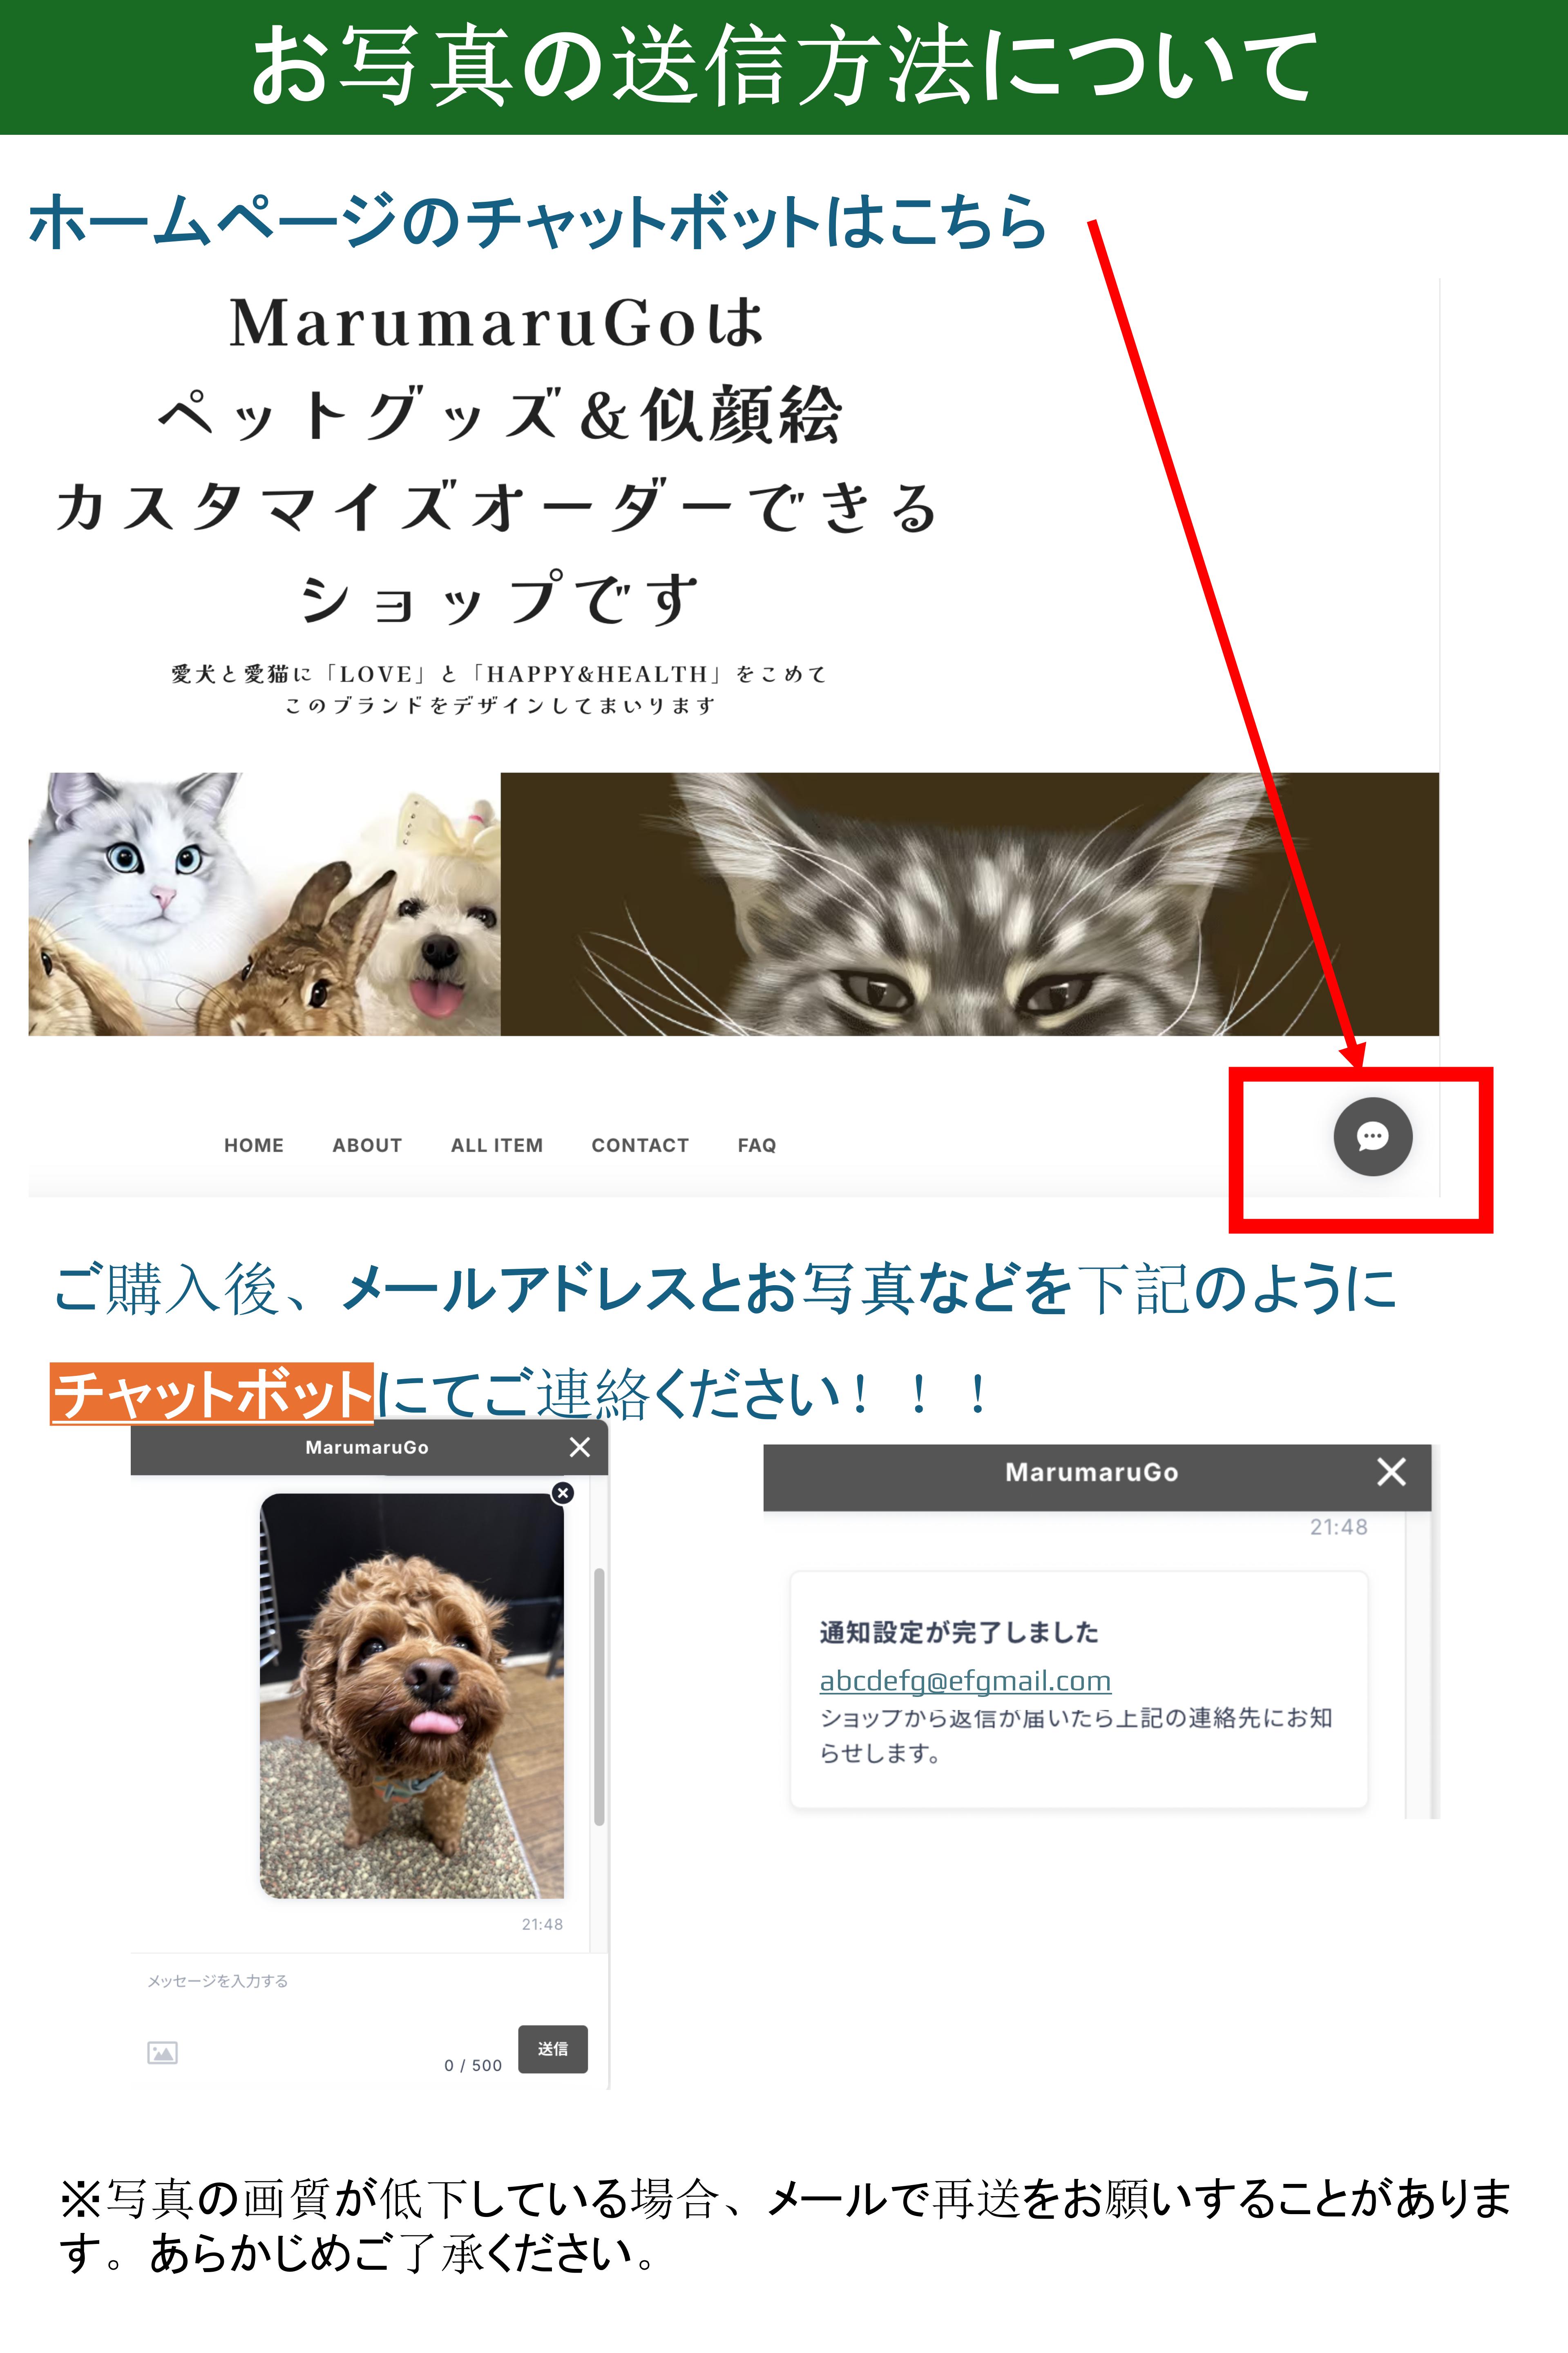 お写真の送信方法について
ホームページのチャットボットはこちら
MarumaruGoは
ペットグッズ&似顔絵
カスタマイズオーダーできる
ショップです
愛犬と愛猫に「LOVE」と「HAPPY&HEALTH」をこめて
このブランドをデザインしてまいります
HOME ABOUT ALL ITEM CONTACT FAQ
ご購入後、メールアドレスとお写真などを下記のように
チャットボットにてご連絡ください！！！
MarumaruGo
21:48
メッセージを入力する
0 / 500
送信
MarumaruGo
21:48
通知設定が完了しました
abcdefg@efgmail.com
ショップから返信が届いたら上記の連絡先にお知
らせします。
※写真の画質が低下している場合、メールで再送をお願いすることがありま
す。あらかじめご了承ください。